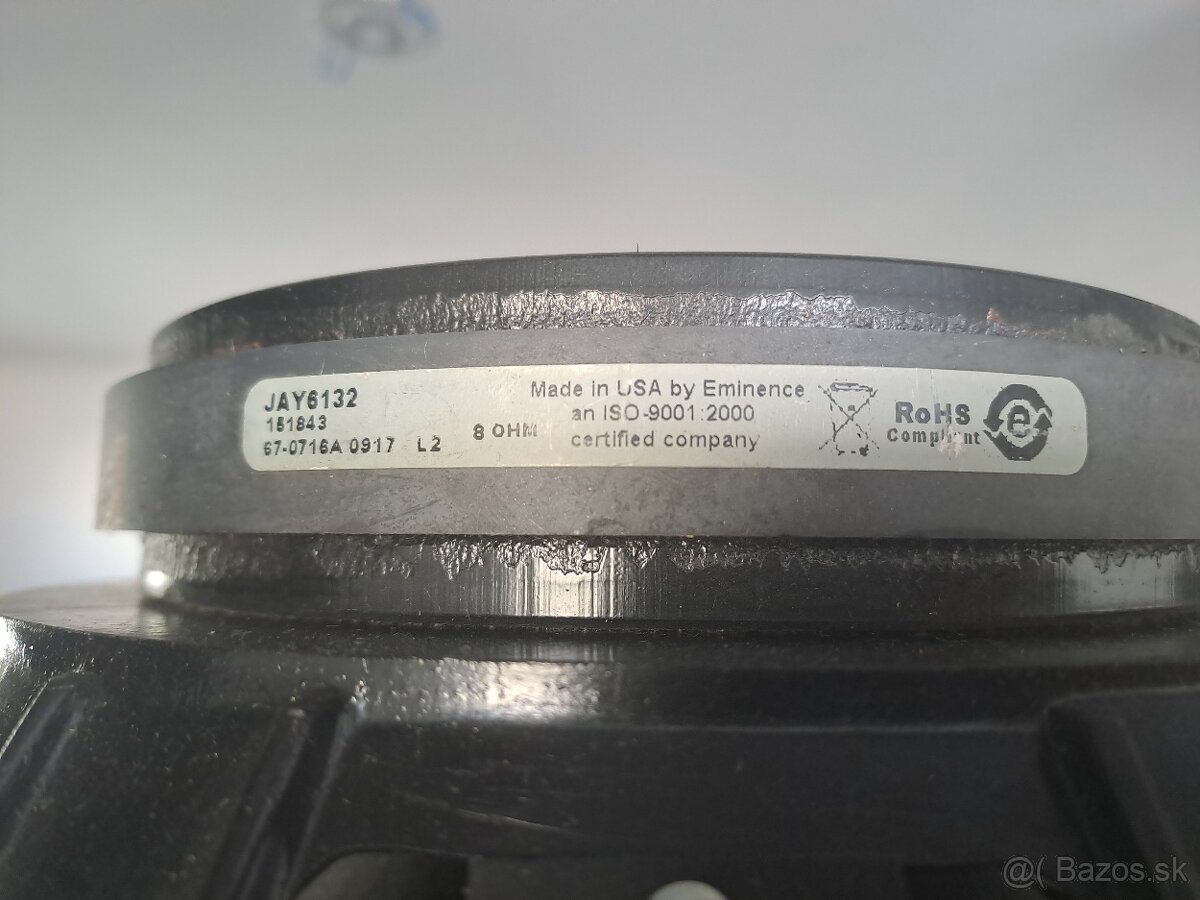 JAY6132
151843
67-0716A 0917 L2
8 OHM
Made in USA by Eminence
an ISO-9001:2000
certified company
RoHS
Compliant
e
@( Bazos.sk